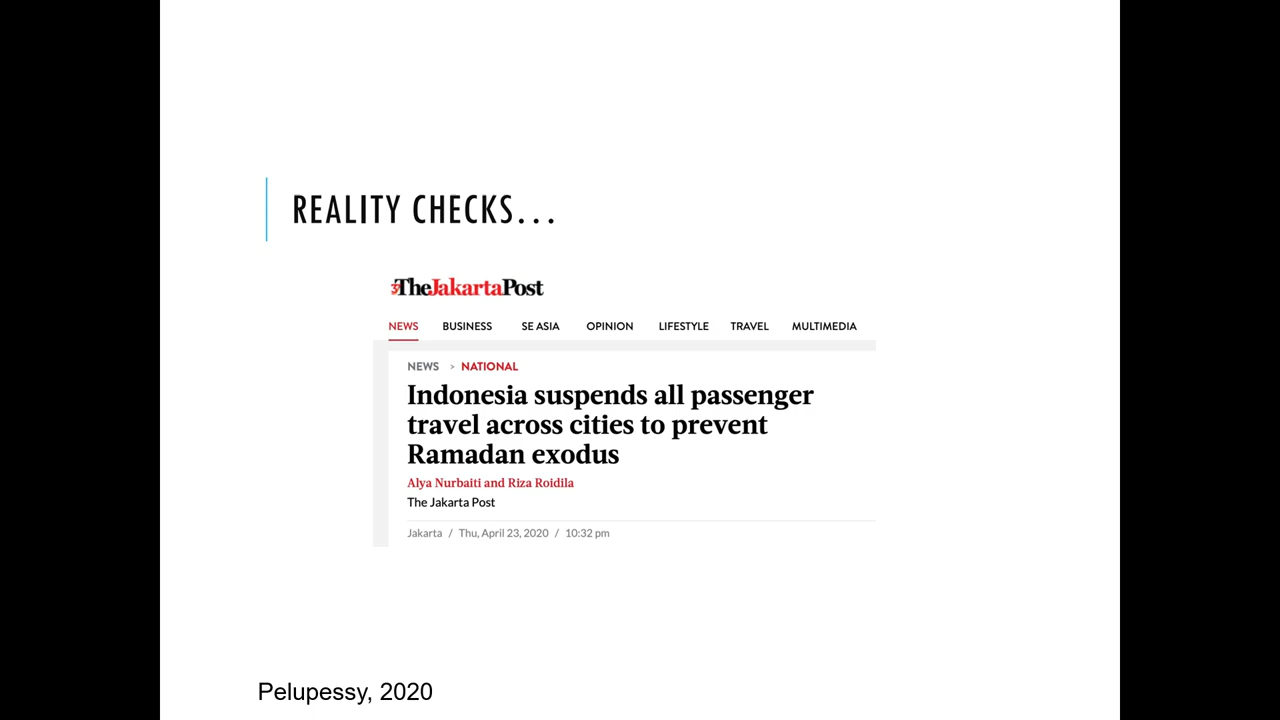 REALITY CHECKS...
TheJakartaPost
NEWS BUSINESS SE ASIA OPINION LIFESTYLE TRAVEL MULTIMEDIA
NEWS > NATIONAL
Indonesia suspends all passenger
travel across cities to prevent
Ramadan exodus
Alya Nurbaiti and Riza Roidila
The Jakarta Post
Jakarta / Thu, April 23, 2020 / 10:32 pm
Pelupessy, 2020